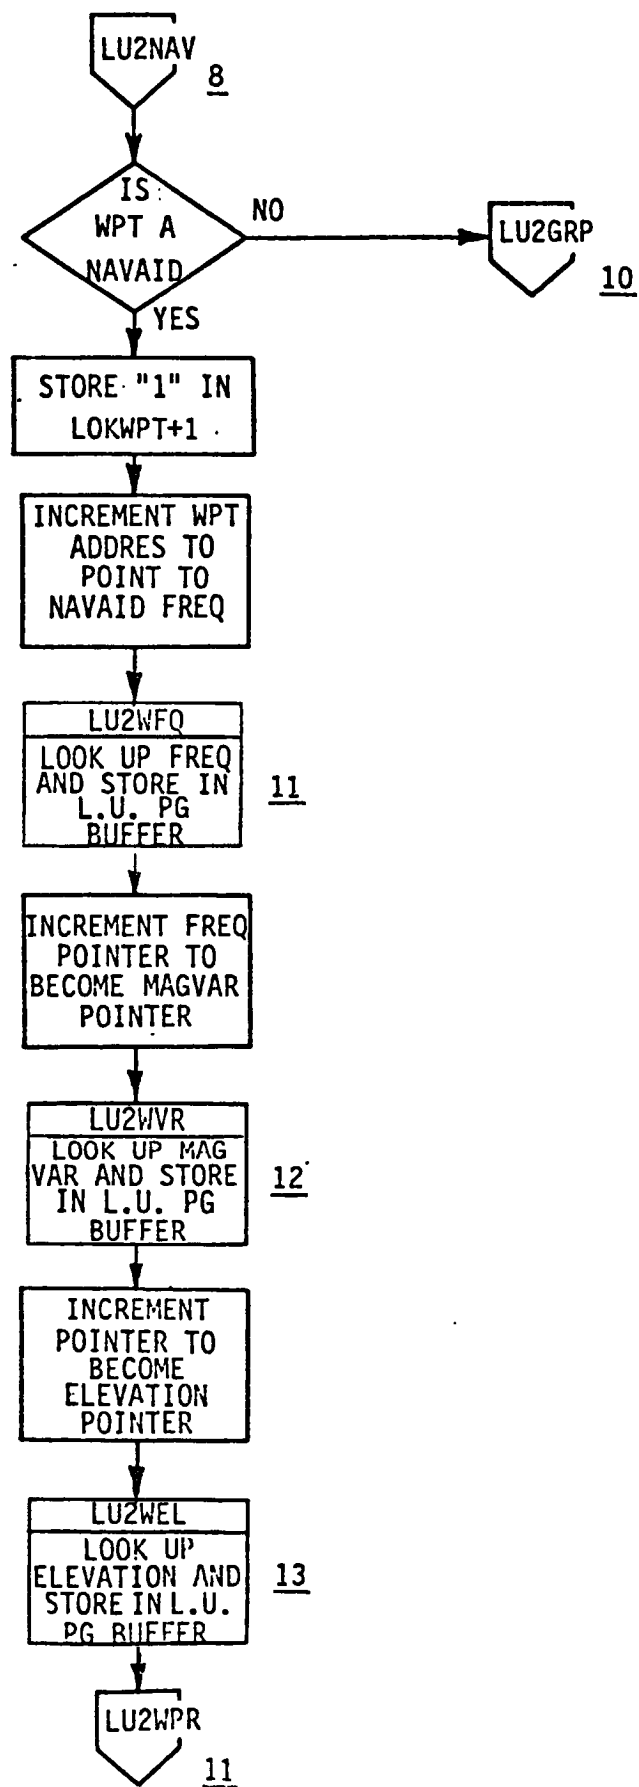 LU2NAV
8
IS
WPT A
NAVAID
NO
LU2GRP
10
YES
STORE "1" IN
LOKWPT+1
INCREMENT WPT
ADDRES TO
POINT TO
NAVAID FREQ
LU2WFQ
LOOK UP FREQ
AND STORE IN
L.U. PG
BUFFER
11
INCREMENT FREQ
POINTER TO
BECOME MAGVAR
POINTER
LU2WVR
LOOK UP MAG
VAR AND STORE
IN L.U. PG
BUFFER
12
INCREMENT
POINTER TO
BECOME
ELEVATION
POINTER
LU2WEL
LOOK UP
ELEVATION AND
STORE IN L.U.
PG BUFFER
13
LU2WPR
11